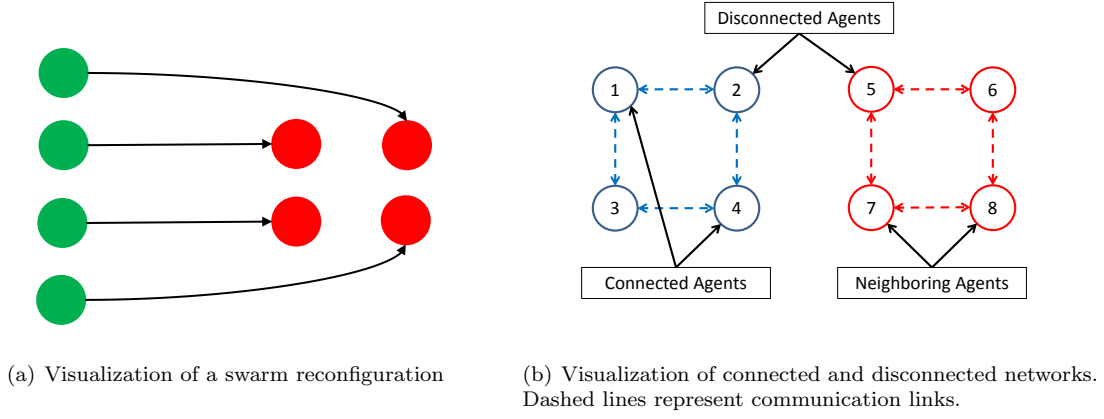 Disconnected Agents
1
2
5
6
3
4
7
8
Connected Agents
Neighboring Agents
(a) Visualization of a swarm reconfiguration
(b) Visualization of connected and disconnected networks.
Dashed lines represent communication links.